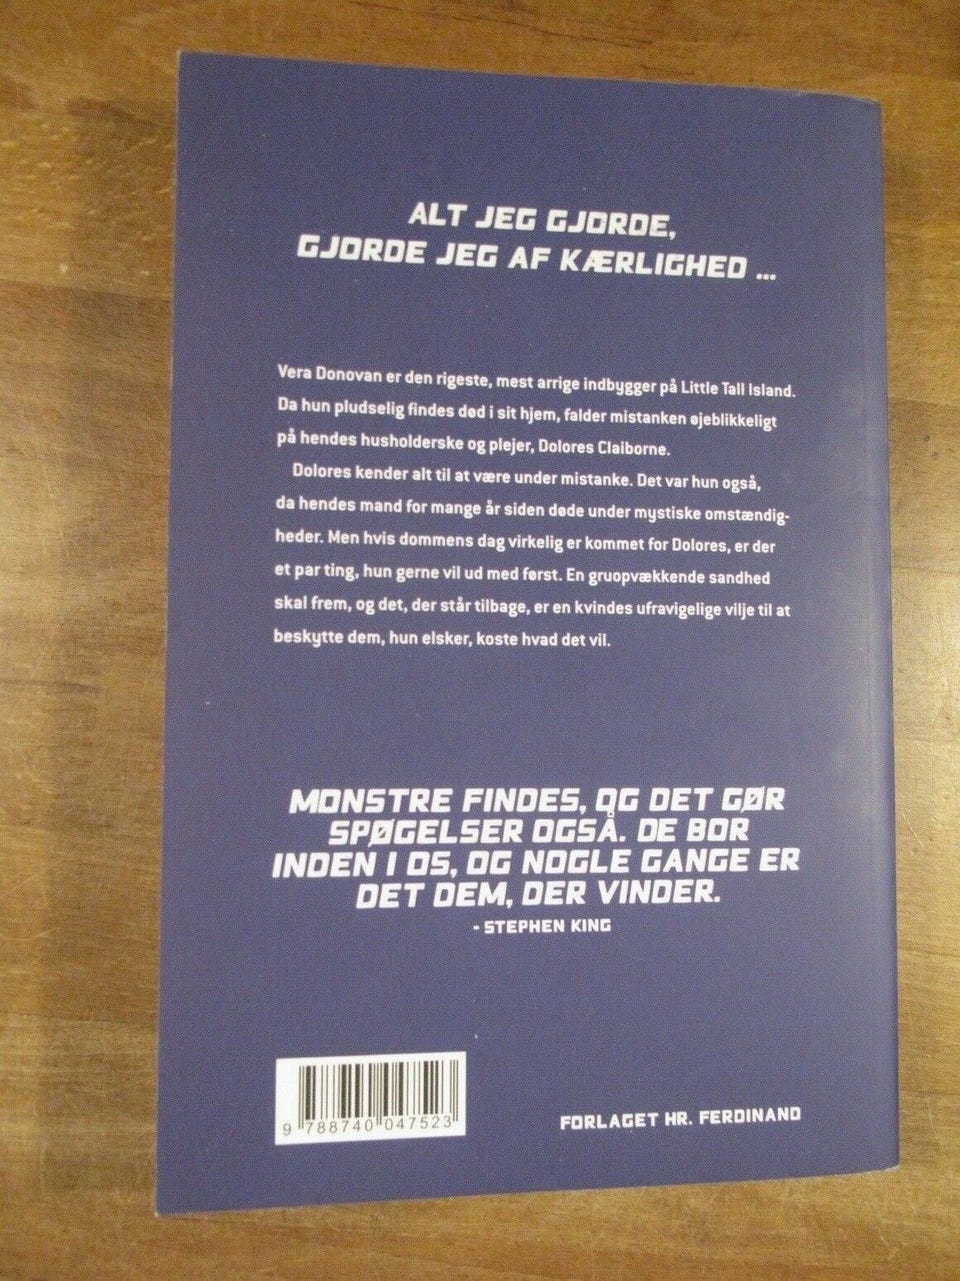 ALT JEG GJORDE,
GJORDE JEG AF KÆRLIGHED ...
Vera Donovan er den rigeste, mest arrige indbygger på Little Tall Island.
Da hun pludselig findes død i sit hjem, falder mistanken øjeblikkeligt
på hendes husholderske og plejer, Dolores Claiborne.
Dolores kender alt til at være under mistanke. Det var hun også,
da hendes mand for mange år siden døde under mystiske omstændig-
heder. Men hvis dommens dag virkelig er kommet for Dolores, er der
et par ting, hun gerne vil ud med først. En gruopvækkende sandhed
skal frem, og det, der står tilbage, er en kvindes ufravigelige vilje til at
beskytte dem, hun elsker, koste hvad det vil.
MONSTRE FINDES, OG DET GØR
SPØGELSER OGSÅ. DE BOR
INDEN I OS, OG NOGLE GANGE ER
DET DEM, DER VINDER.
- STEPHEN KING
9 788740 047523
FORLAGET HR. FERDINAND